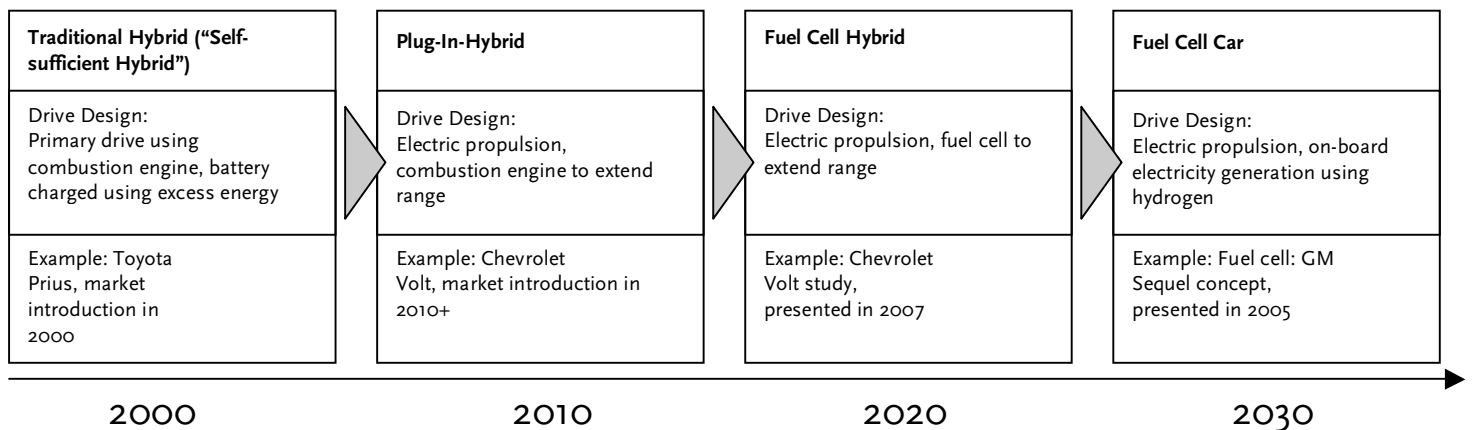 Traditional Hybrid (“Self-
sufficient Hybrid”)
Drive Design:
Primary drive using
combustion engine, battery
charged using excess energy
Example: Toyota
Prius, market
introduction in
2000
Plug-In-Hybrid
Drive Design:
Electric propulsion,
combustion engine to extend
range
Example: Chevrolet
Volt, market introduction in
2010+
Fuel Cell Hybrid
Drive Design:
Electric propulsion, fuel cell to
extend range
Example: Chevrolet
Volt study,
presented in 2007
Fuel Cell Car
Drive Design:
Electric propulsion, on-board
electricity generation using
hydrogen
Example: Fuel cell: GM
Sequel concept,
presented in 2005
2000
2010
2020
2030